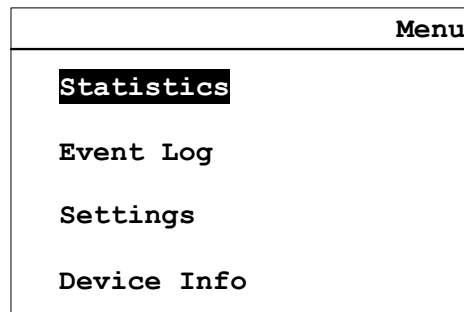 Menu
Statistics
Event Log
Settings
Device Info